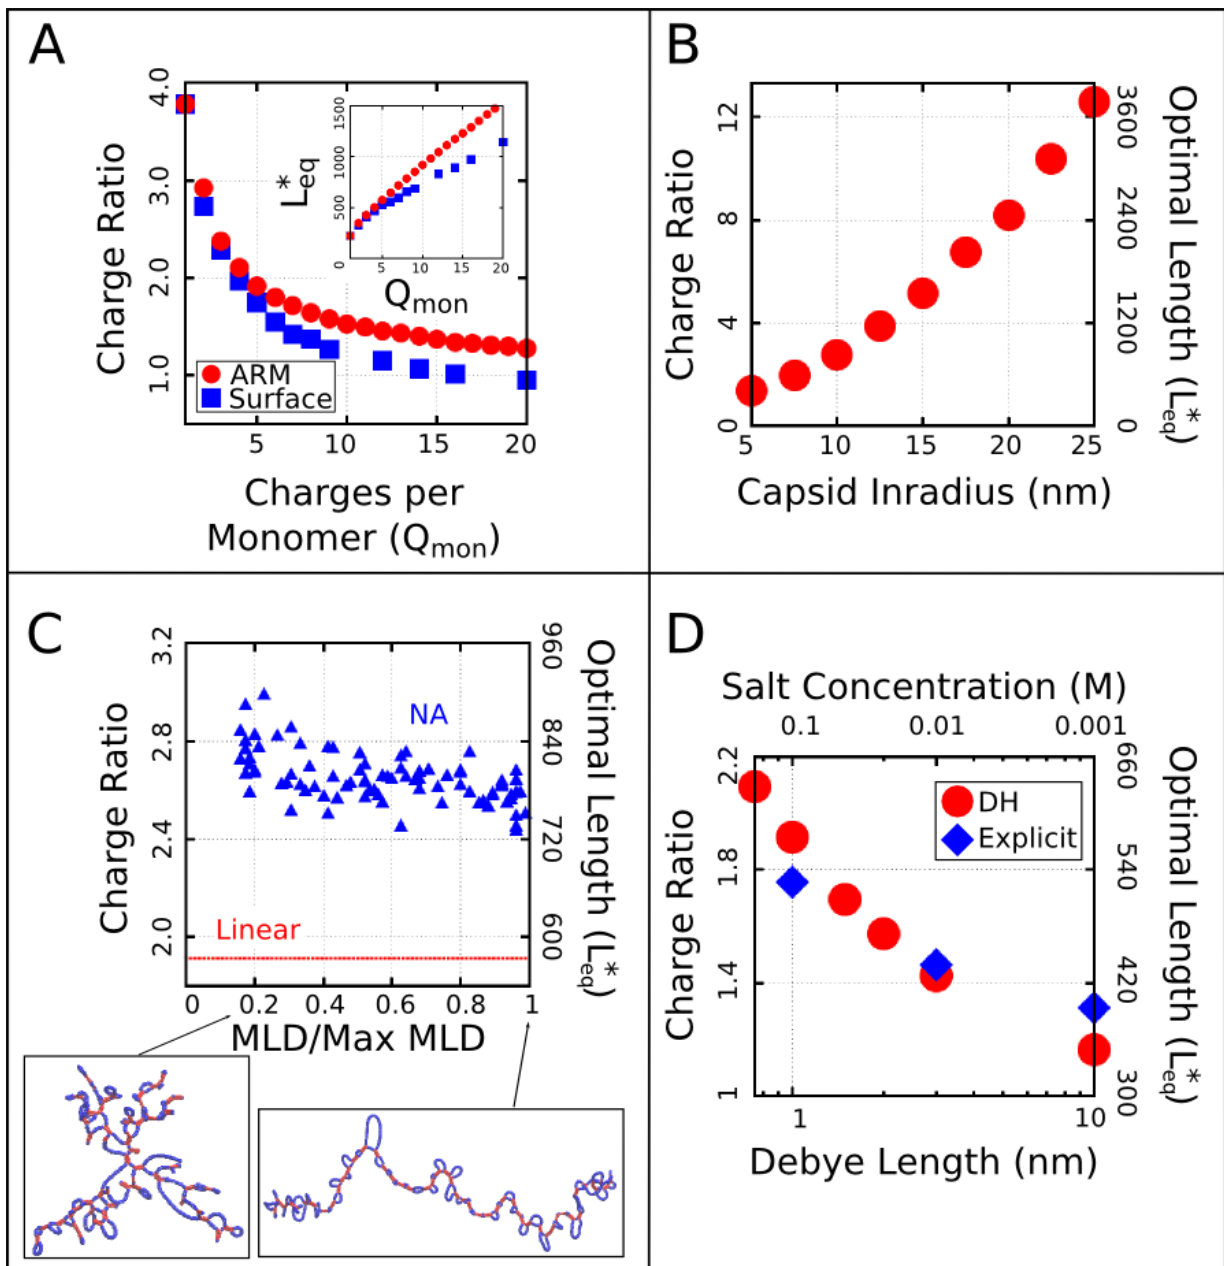 A
Charge Ratio
4.0
3.0
2.0
1.0
5
10
15
20
Charges per
Monomer (Qmon)
ARM
Surface
L*eq
1500
1000
500
0
5
10
15
20
Qmon
B
Charge Ratio
12
8
4
0
5
10
15
20
25
Capsid Inradius (nm)
3600
2400
1200
0
Optimal Length (L*eq)
C
Charge Ratio
3.2
2.8
2.4
2.0
NA
Linear
0
0.2
0.4
0.6
0.8
1
MLD/Max MLD
960
840
720
600
Optimal Length (L*eq)
D
Salt Concentration (M)
0.1
0.01
0.001
Charge Ratio
2.2
1.8
1.4
1
DH
Explicit
1
10
Debye Length (nm)
660
540
420
300
Optimal Length (L*eq)